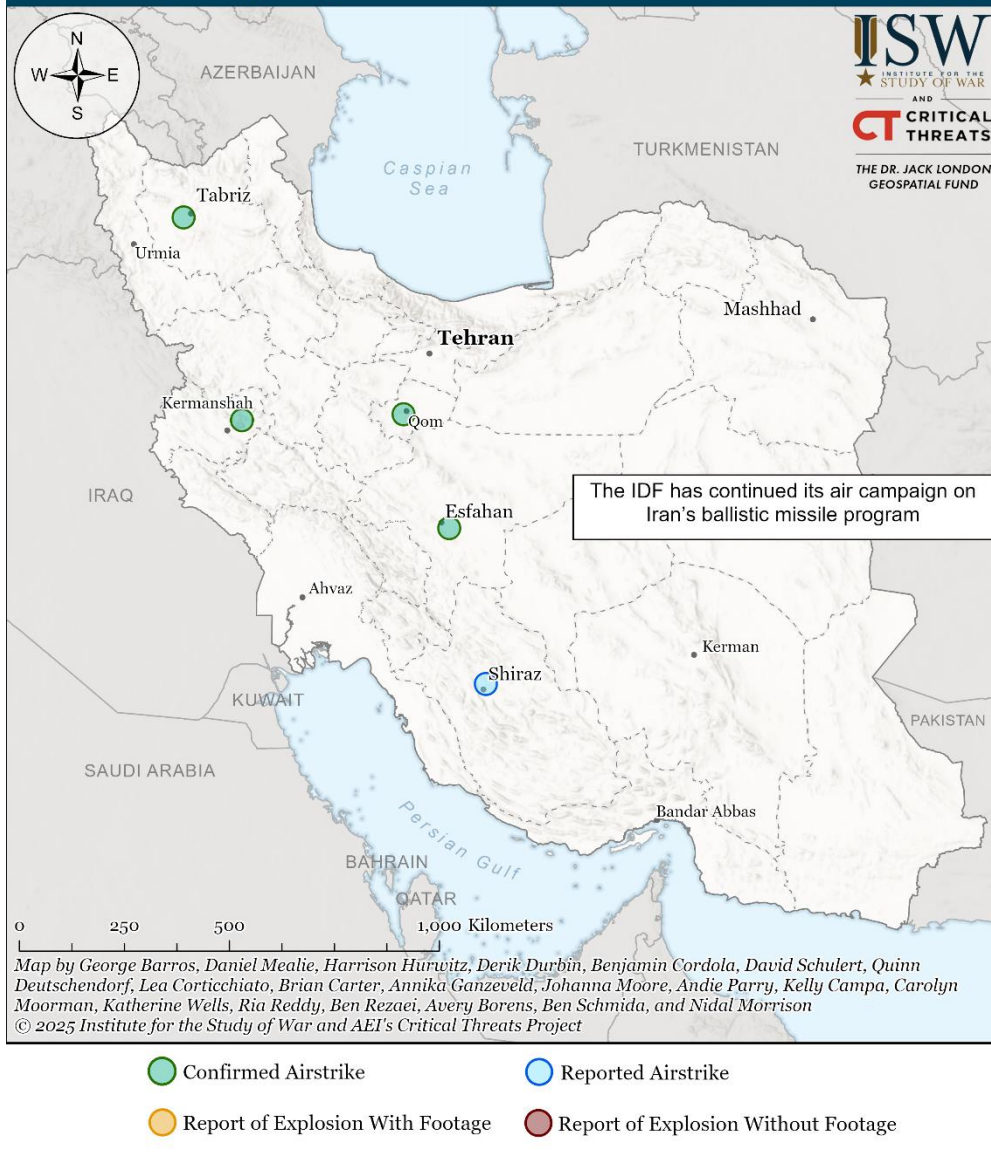 N
W
E
S
ISW
INSTITUTE FOR THE
STUDY OF WAR
AND
CT CRITICAL
THREATS
THE DR. JACK LONDON
GEOSPATIAL FUND
AZERBAIJAN
Caspian
Sea
TURKMENISTAN
Tabriz
Urmia
Mashhad
Tehran
Kermanshah
Qom
IRAQ
The IDF has continued its air campaign on
Iran's ballistic missile program
Esfahan
Ahvaz
Kerman
Shiraz
KUWAIT
PAKISTAN
SAUDI ARABIA
Persian Gulf
Bandar Abbas
BAHRAIN
QATAR
0 250 500 1,000 Kilometers
Map by George Barros, Daniel Mealie, Harrison Hurwitz, Derik Durbin, Benjamin Cordola, David Schulert, Quinn
Deutschendorf, Lea Corticchiato, Brian Carter, Annika Ganzeveld, Johanna Moore, Andie Parry, Kelly Campa, Carolyn
Moorman, Katherine Wells, Ria Reddy, Ben Rezaei, Avery Borens, Ben Schmida, and Nidal Morrison
© 2025 Institute for the Study of War and AEI's Critical Threats Project
Confirmed Airstrike
Reported Airstrike
Report of Explosion With Footage
Report of Explosion Without Footage